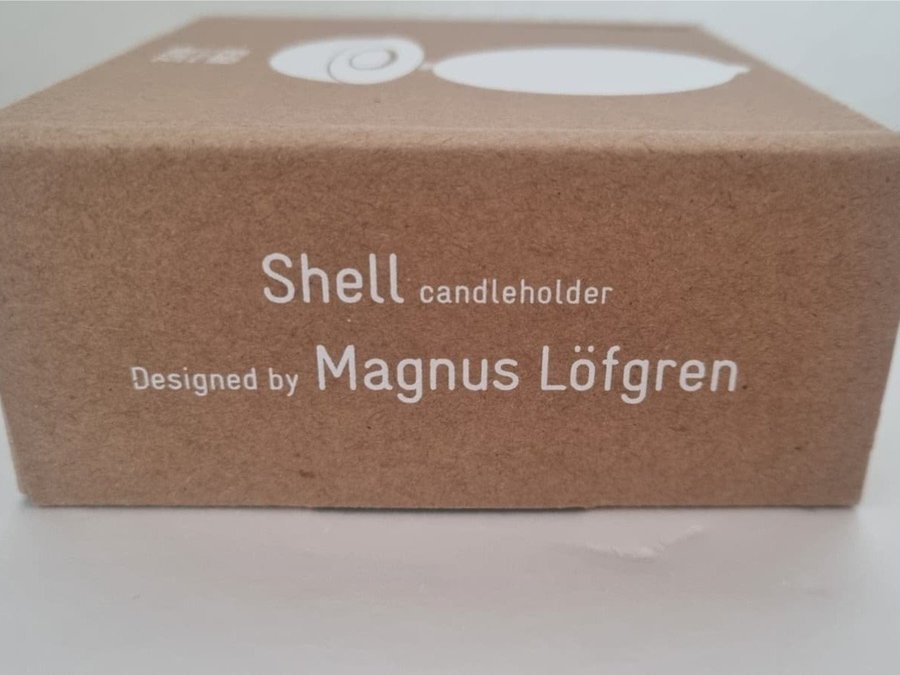 Shell candleholder
Designed by Magnus Löfgren